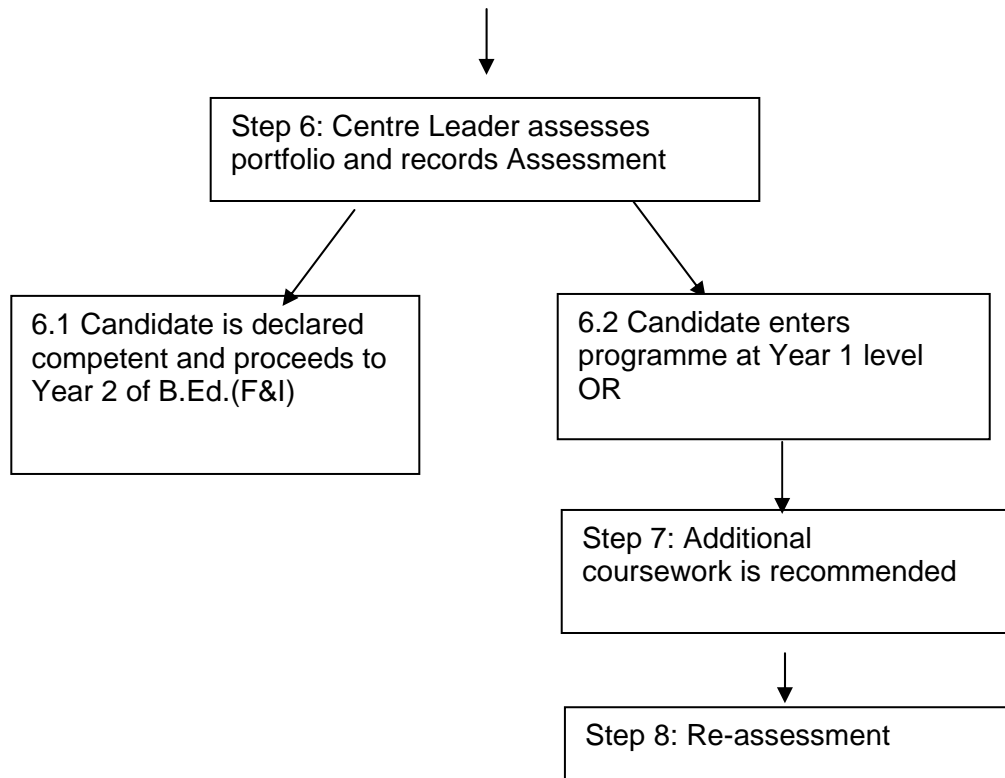 Step 6: Centre Leader assesses
portfolio and records Assessment
6.1 Candidate is declared
competent and proceeds to
Year 2 of B.Ed.(F&I)
6.2 Candidate enters
programme at Year 1 level
OR
Step 7: Additional
coursework is recommended
Step 8: Re-assessment